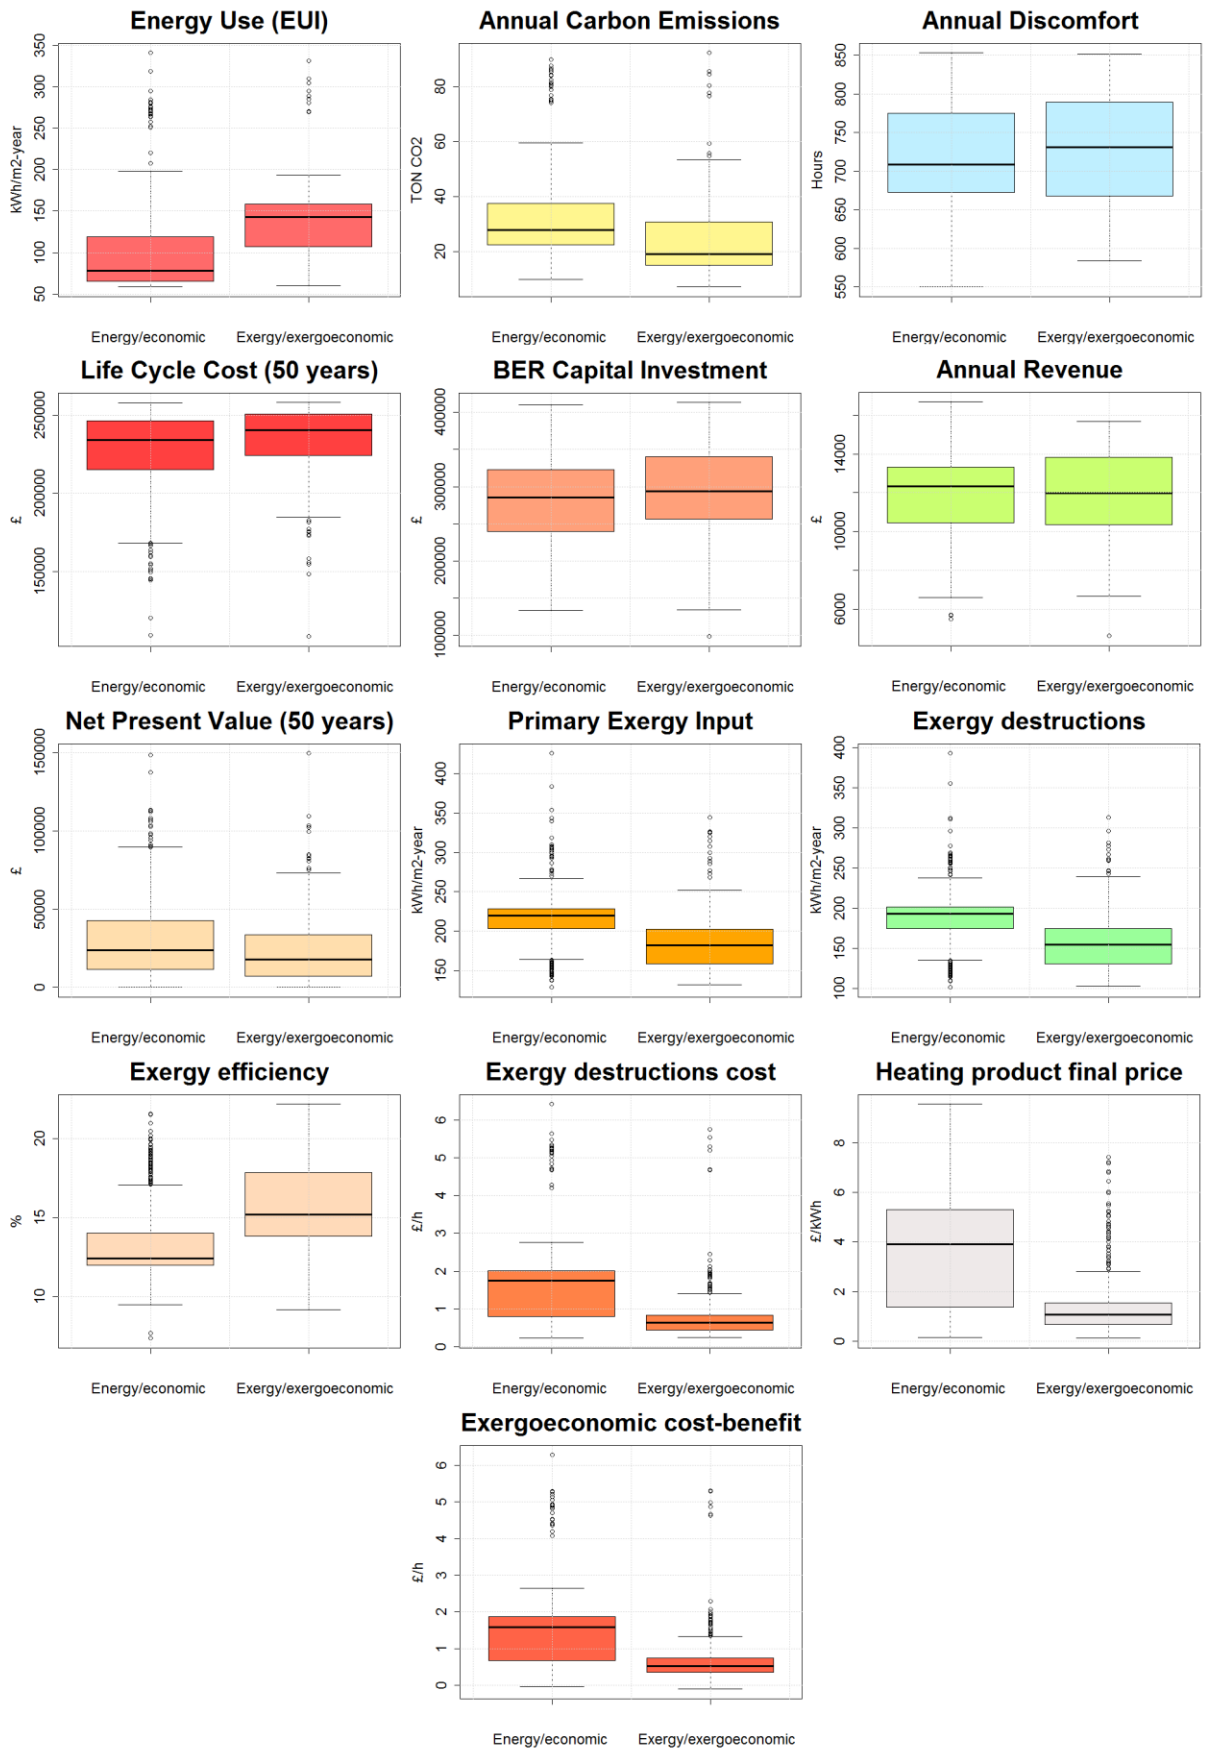 Energy Use (EUI)
kWh/m2-year
50 100 150 200 250 300 350
Energy/economic Exergy/exergoeconomic
Annual Carbon Emissions
TON CO2
20 40 60 80
Energy/economic Exergy/exergoeconomic
Annual Discomfort
Hours
550 600 650 700 750 800 850
Energy/economic Exergy/exergoeconomic
Life Cycle Cost (50 years)
£
150000 200000 250000
Energy/economic Exergy/exergoeconomic
BER Capital Investment
£
100000 200000 300000 400000
Energy/economic Exergy/exergoeconomic
Annual Revenue
£
6000 10000 14000
Energy/economic Exergy/exergoeconomic
Net Present Value (50 years)
£
0 50000 100000 150000
Energy/economic Exergy/exergoeconomic
Primary Exergy Input
kWh/m2-year
150 200 250 300 350 400
Energy/economic Exergy/exergoeconomic
Exergy destructions
kWh/m2-year
100 150 200 250 300 350 400
Energy/economic Exergy/exergoeconomic
Exergy efficiency
%
10 15 20
Energy/economic Exergy/exergoeconomic
Exergy destructions cost
£/h
0 1 2 3 4 5 6
Energy/economic Exergy/exergoeconomic
Heating product final price
£/kWh
0 2 4 6 8
Energy/economic Exergy/exergoeconomic
Exergoeconomic cost-benefit
£/h
0 1 2 3 4 5 6
Energy/economic Exergy/exergoeconomic